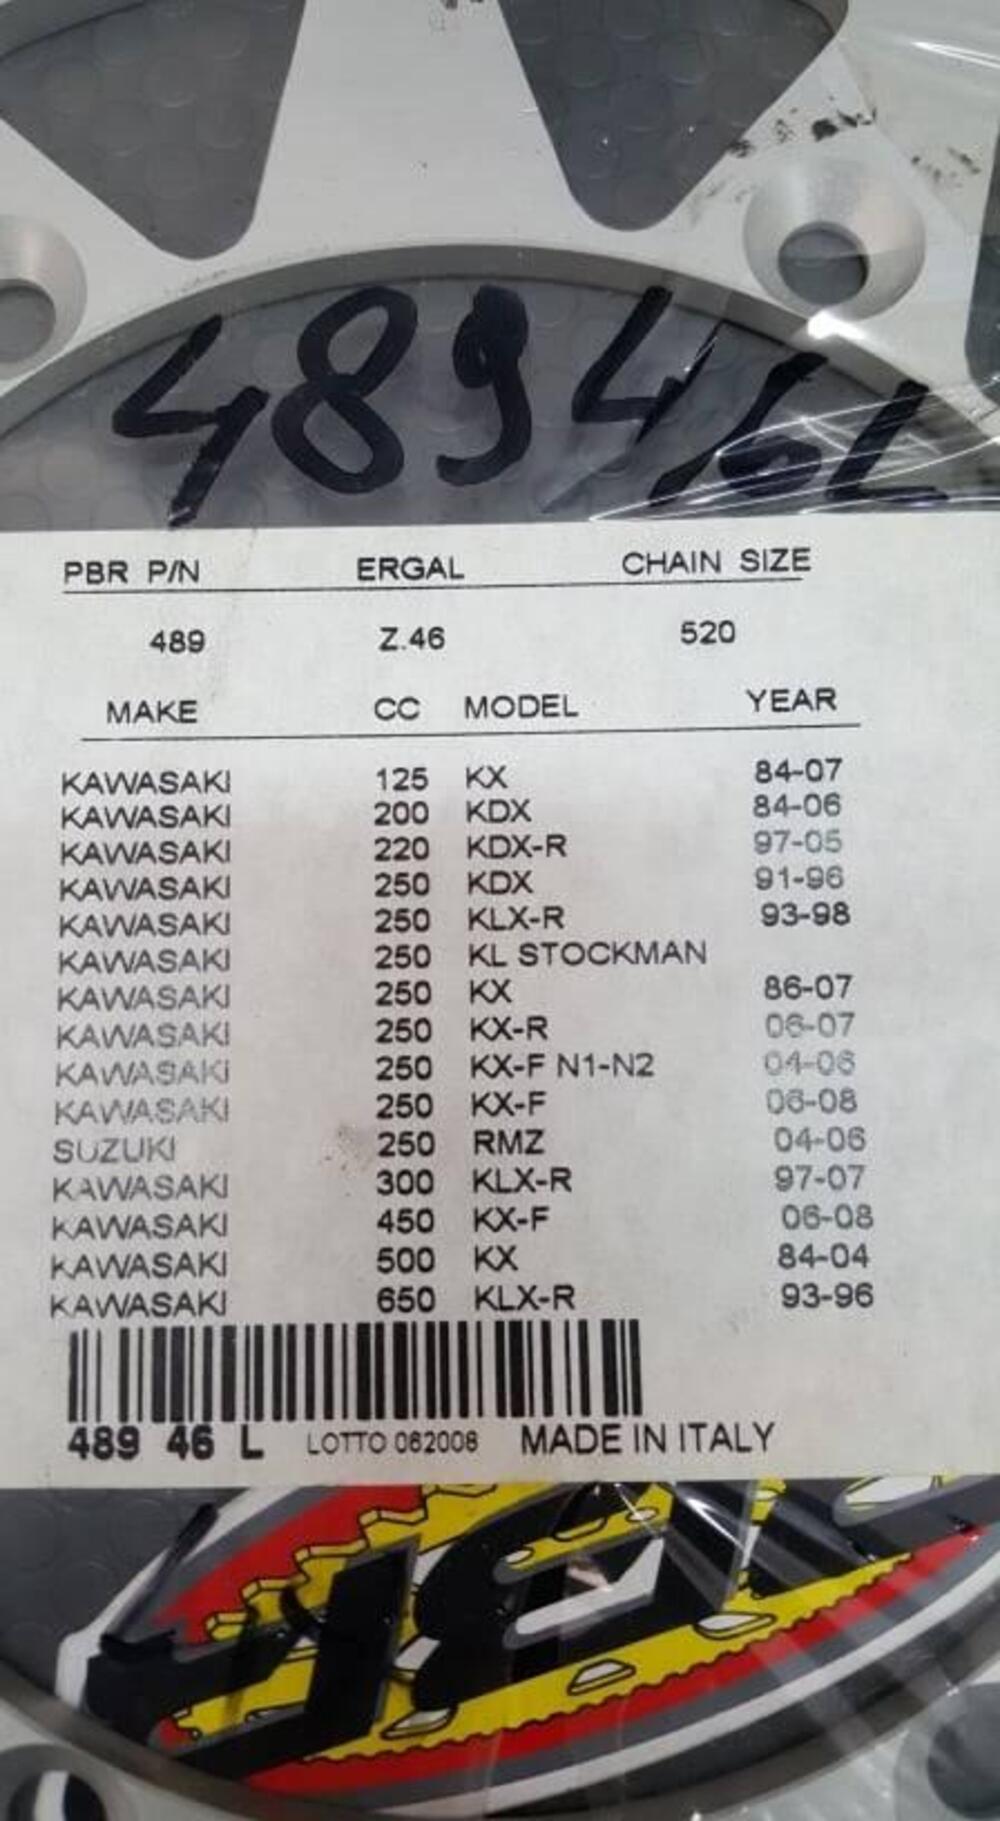 489 46L
PBR P/N ERGAL CHAIN SIZE
489 Z.46 520
MAKE CC MODEL YEAR
KAWASAKI 125 KX 84-07
KAWASAKI 200 KDX 84-06
KAWASAKI 220 KDX-R 97-05
KAWASAKI 250 KDX 91-96
KAWASAKI 250 KLX-R 93-98
KAWASAKI 250 KL STOCKMAN
KAWASAKI 250 KX 86-07
KAWASAKI 250 KX-R 06-07
KAWASAKI 250 KX-F N1-N2 04-06
KAWASAKI 250 KX-F 06-08
SUZUKI 250 RMZ 04-06
KAWASAKI 300 KLX-R 97-07
KAWASAKI 450 KX-F 06-08
KAWASAKI 500 KX 84-04
KAWASAKI 650 KLX-R 93-96
489 46 L LOTTO 062008 MADE IN ITALY